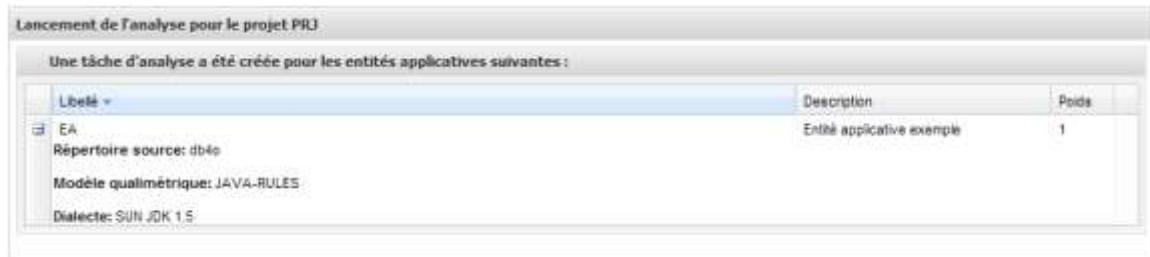 Lancement de l'analyse pour le projet PRJ
Une tâche d'analyse a été créée pour les entités applicatives suivantes :
Libellé Description Poids
EA Entité applicative exemple 1
Répertoire source: db4o
Modèle qualimétrique: JAVA-RULES
Dialecte: SUN JDK 1.5